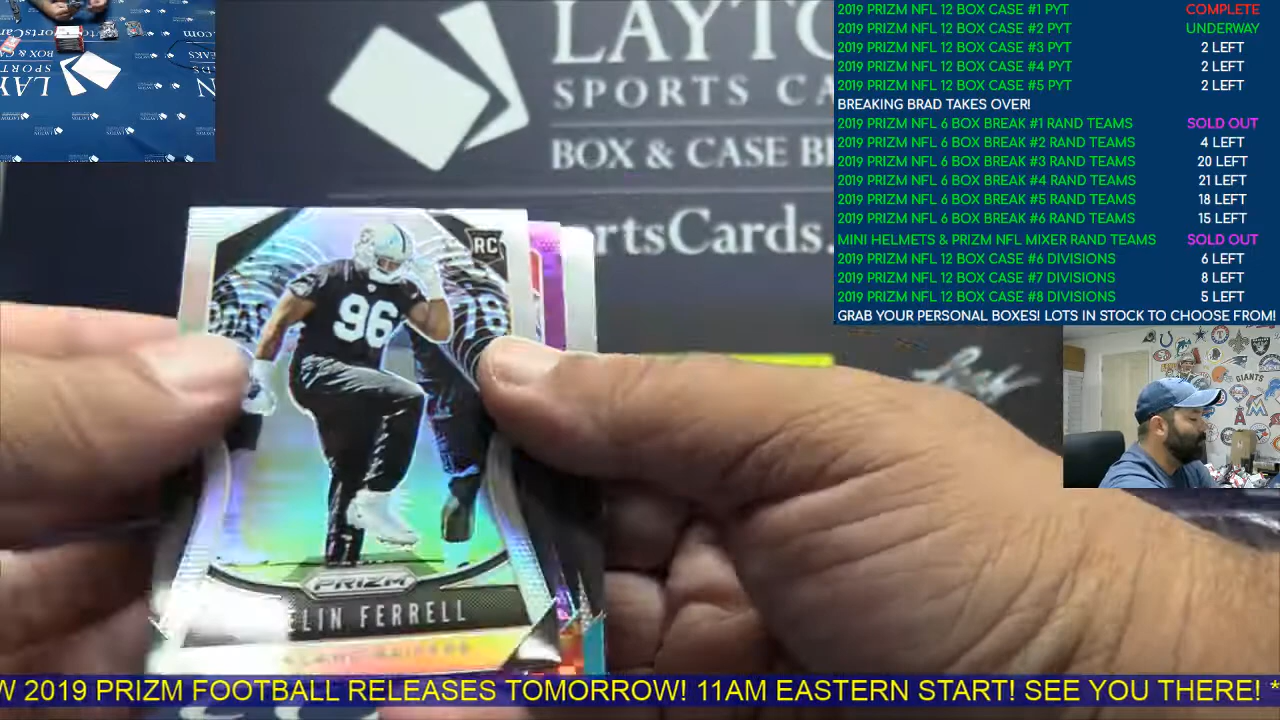 LAYTO
SPORTS CA
BOX & CASE BR
rtsCards.
2019 PRIZM NFL 12 BOX CASE #1 PYT COMPLETE
2019 PRIZM NFL 12 BOX CASE #2 PYT UNDERWAY
2019 PRIZM NFL 12 BOX CASE #3 PYT 2 LEFT
2019 PRIZM NFL 12 BOX CASE #4 PYT 2 LEFT
2019 PRIZM NFL 12 BOX CASE #5 PYT 2 LEFT
BREAKING BRAD TAKES OVER!
2019 PRIZM NFL 6 BOX BREAK #1 RAND TEAMS SOLD OUT
2019 PRIZM NFL 6 BOX BREAK #2 RAND TEAMS 4 LEFT
2019 PRIZM NFL 6 BOX BREAK #3 RAND TEAMS 20 LEFT
2019 PRIZM NFL 6 BOX BREAK #4 RAND TEAMS 21 LEFT
2019 PRIZM NFL 6 BOX BREAK #5 RAND TEAMS 18 LEFT
2019 PRIZM NFL 6 BOX BREAK #6 RAND TEAMS 15 LEFT
MINI HELMETS & PRIZM NFL MIXER RAND TEAMS SOLD OUT
2019 PRIZM NFL 12 BOX CASE #6 DIVISIONS 6 LEFT
2019 PRIZM NFL 12 BOX CASE #7 DIVISIONS 8 LEFT
2019 PRIZM NFL 12 BOX CASE #8 DIVISIONS 5 LEFT
GRAB YOUR PERSONAL BOXES! LOTS IN STOCK TO CHOOSE FROM!
RC
96
78
PRIZM
LIN FERRELL
GIANTS
W 2019 PRIZM FOOTBALL RELEASES TOMORROW! 11AM EASTERN START! SEE YOU THERE! *